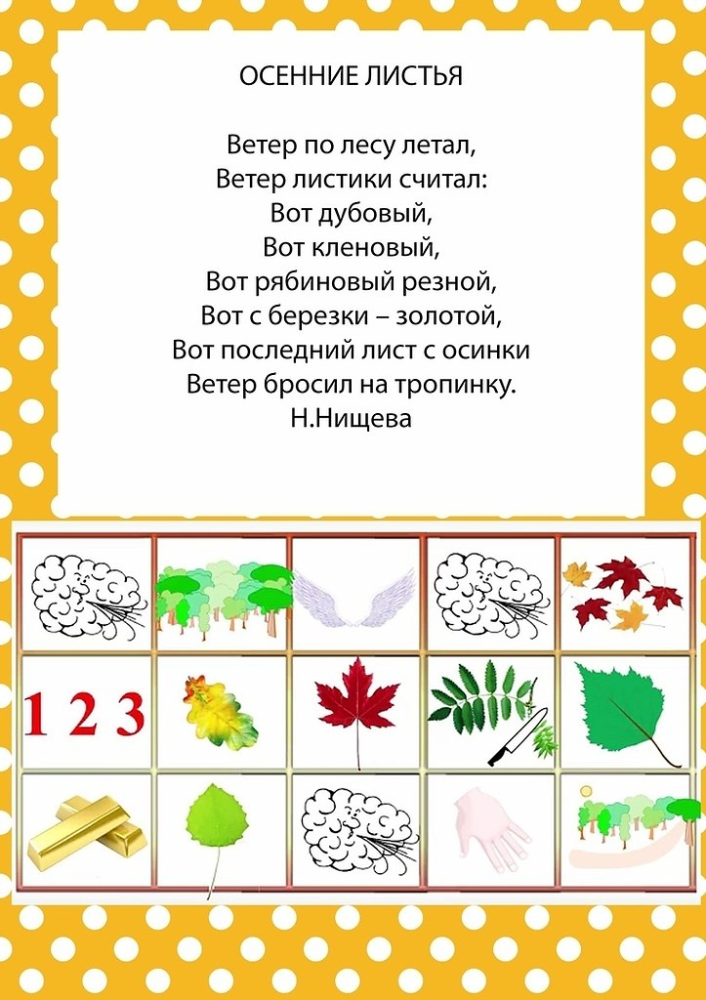 ОСЕННИЕ ЛИСТЬЯ
Ветер по лесу летал,
Ветер листики считал:
Вот дубовый,
Вот кленовый,
Вот рябиновый резной,
Вот с березки – золотой,
Вот последний лист с осинки
Ветер бросил на тропинку.
Н.Нищева
1 2 3